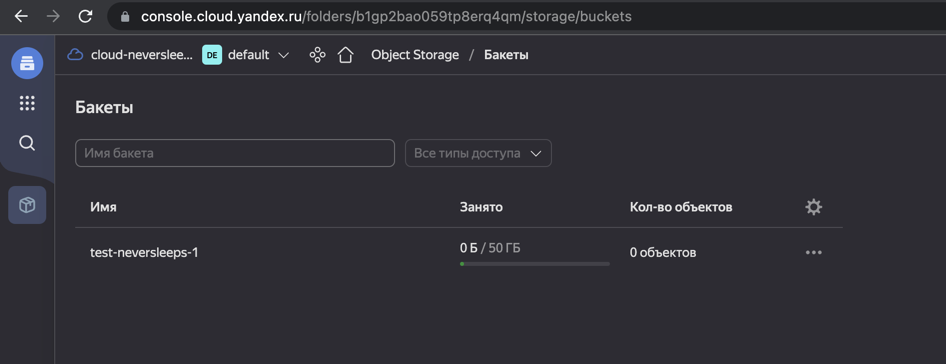 console.cloud.yandex.ru/folders/b1gp2bao059tp8erq4qm/storage/buckets
cloud-neverslee... DE default Object Storage / Бакеты
Бакеты
Имя бакета Все типы доступа
Имя Занято Кол-во объектов
test-neversleeps-1 0 Б / 50 ГБ 0 объектов